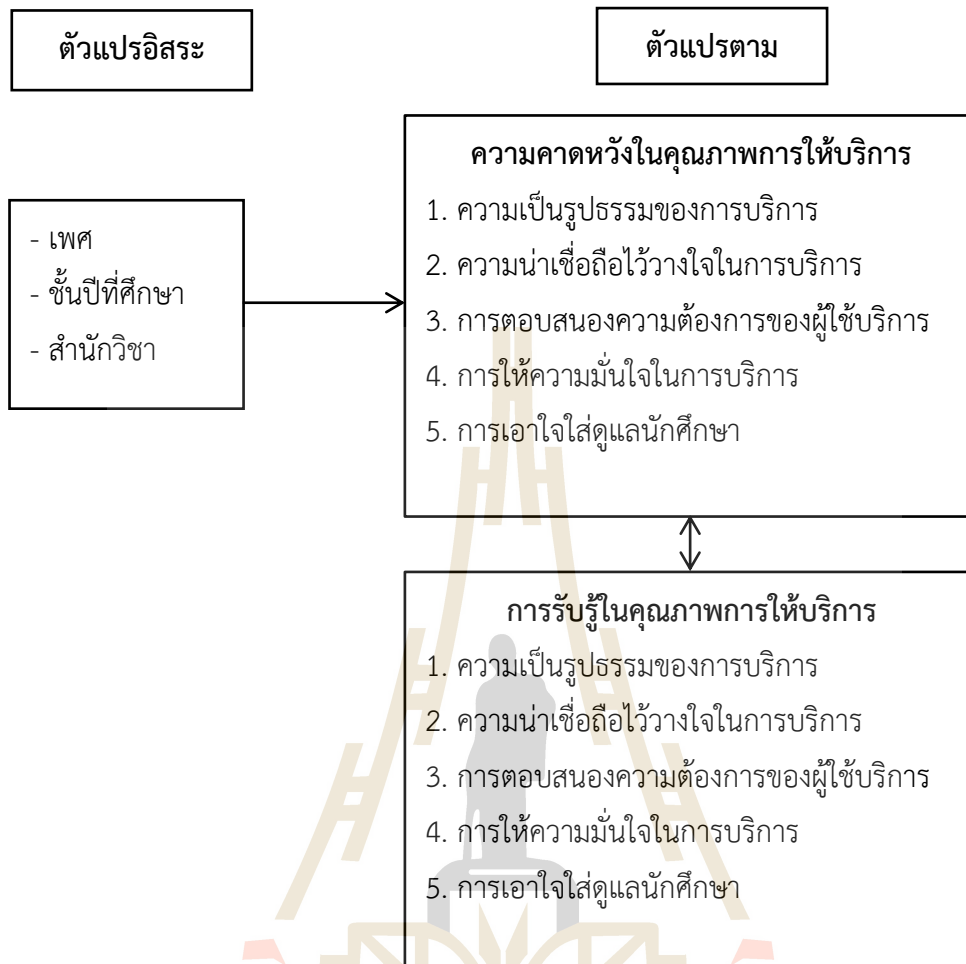 ตัวแปรอิสระ
ตัวแปรตาม
- เพศ
- ชั้นปีที่ศึกษา
- สำนักวิชา
ความคาดหวังในคุณภาพการให้บริการ
1. ความเป็นรูปธรรมของการบริการ
2. ความน่าเชื่อถือไว้วางใจในการบริการ
3. การตอบสนองความต้องการของผู้ใช้บริการ
4. การให้ความมั่นใจในการบริการ
5. การเอาใจใส่ดูแลนักศึกษา
การรับรู้ในคุณภาพการให้บริการ
1. ความเป็นรูปธรรมของการบริการ
2. ความน่าเชื่อถือไว้วางใจในการบริการ
3. การตอบสนองความต้องการของผู้ใช้บริการ
4. การให้ความมั่นใจในการบริการ
5. การเอาใจใส่ดูแลนักศึกษา